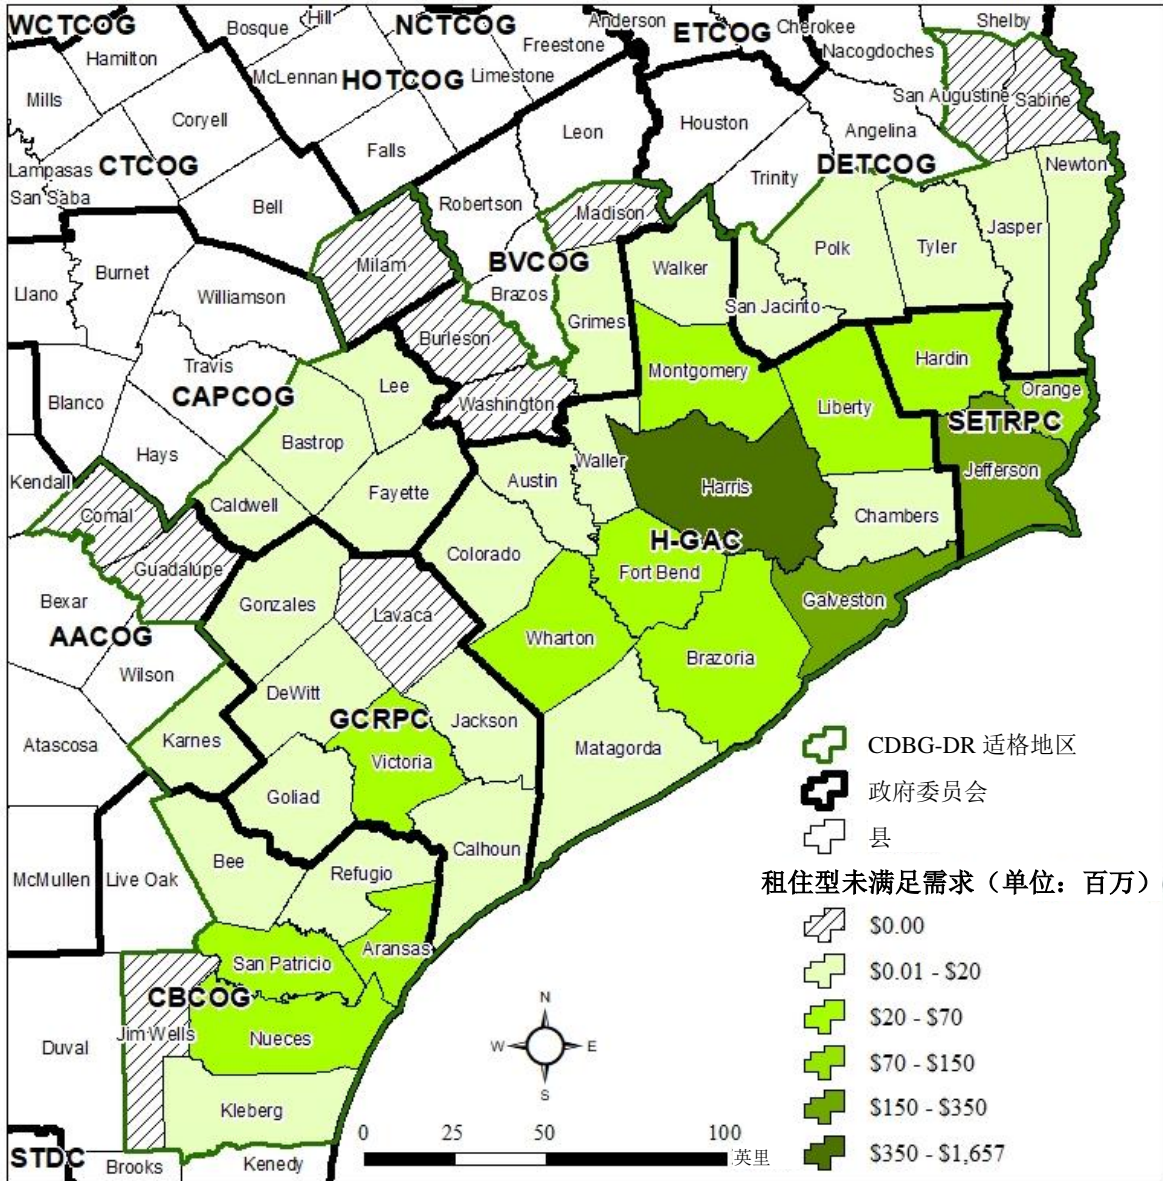 WCTCOG
Hill
Bosque
NCTCOG
Anderson
ETCOG
Cherokee
Shelby
Hamilton
Freestone
Nacogdoches
McLennan
HOTCOG
Limestone
Mills
San Augustine
Sabine
Coryell
Leon
Houston
Angelina
Falls
Lampasas
CTCOG
DETCOG
Newton
San Saba
Bell
Robertson
Madison
Trinity
Jasper
Polk
Tyler
Burnet
Milam
BVCOG
Walker
Llano
Williamson
Brazos
San Jacinto
Grimes
Burleson
Travis
Hardin
Montgomery
Lee
CAPCOG
Orange
Blanco
Washington
Liberty
SETRPC
Bastrop
Hays
Waller
Jefferson
Kendall
Austin
Harris
Fayette
Caldwell
Comal
Chambers
H-GAC
Colorado
Guadalupe
Fort Bend
Bexar
Gonzales
Galveston
Lavaca
AACOG
Wharton
Brazoria
Wilson
DeWitt
GCRPC
Jackson
Karnes
Atascosa
Matagorda
Victoria
CDBG-DR 适格地区
Goliad
政府委员会
县
Calhoun
Bee
Refugio
McMullen
Live Oak
租住型未满足需求（单位：百万）
$0.00
Aransas
San Patricio
$0.01 - $20
CBCOG
$20 - $70
Jim Wells
Nueces
N
W
E
S
Duval
$70 - $150
Kleberg
$150 - $350
0
25
50
100
英里
$350 - $1,657
STDC
Brooks
Kenedy